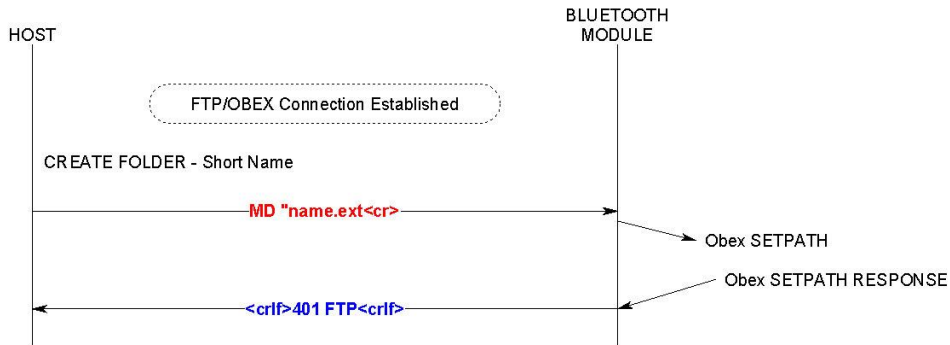 HOST
BLUETOOTH
MODULE
FTP/OBEX Connection Established
CREATE FOLDER - Short Name
MD "name.ext<cr>
Obex SETPATH
Obex SETPATH RESPONSE
<crlf>401 FTP<crlf>